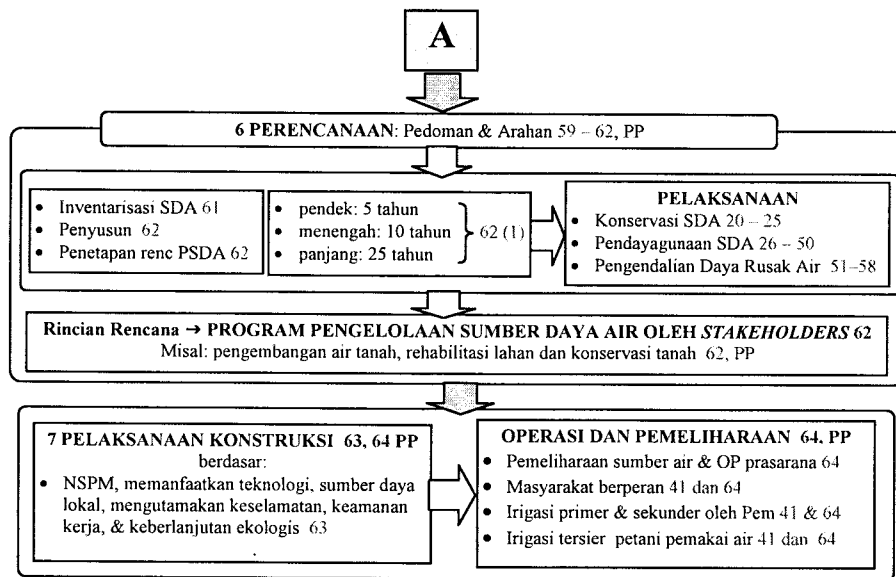 A
6 PERENCANAAN: Pedoman & Arahan 59 – 62, PP
• Inventarisasi SDA 61
• Penyusun 62
• Penetapan renc PSDA 62
• pendek: 5 tahun
• menengah: 10 tahun
• panjang: 25 tahun
62 (1)
PELAKSANAAN
• Konservasi SDA 20 – 25
• Pendayagunaan SDA 26 – 50
• Pengendalian Daya Rusak Air 51–58
Rincian Rencana → PROGRAM PENGELOLAAN SUMBER DAYA AIR OLEH STAKEHOLDERS 62
Misal: pengembangan air tanah, rehabilitasi lahan dan konservasi tanah 62, PP
7 PELAKSANAAN KONSTRUKSI 63, 64 PP
berdasar:
• NSPM, memanfaatkan teknologi, sumber daya
lokal, mengutamakan keselamatan, keamanan
kerja, & keberlanjutan ekologis 63
OPERASI DAN PEMELIHARAAN 64, PP
• Pemeliharaan sumber air & OP prasarana 64
• Masyarakat berperan 41 dan 64
• Irigasi primer & sekunder oleh Pem 41 & 64
• Irigasi tersier petani pemakai air 41 dan 64